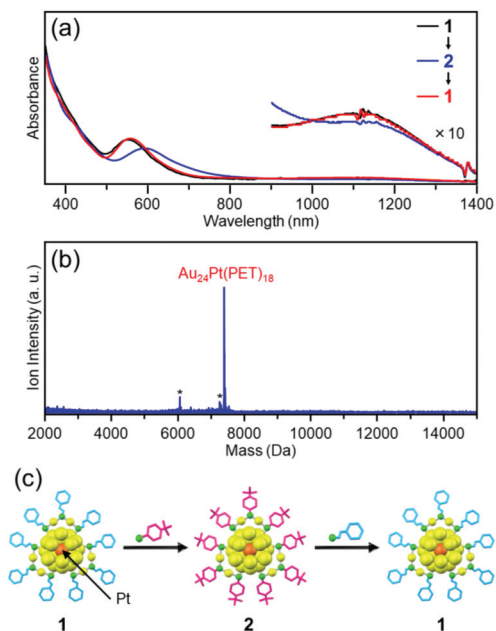 (a)
1
2
1
× 10
Absorbance
400 600 800 1000 1200 1400
Wavelength (nm)
(b)
Au24Pt(PET)18
Ion Intensity (a. u.)
*
*
2000 4000 6000 8000 10000 12000 14000
Mass (Da)
(c)
Pt
1
2
1